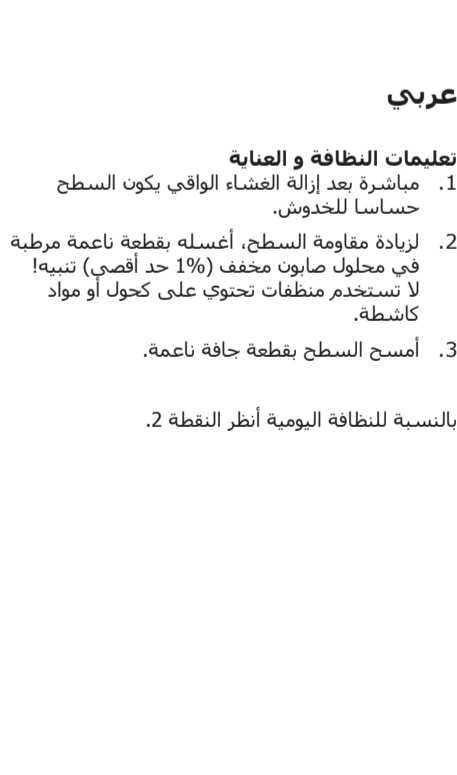 عربي
تعليمات النظافة و العناية
1. مباشرة بعد إزالة الغشاء الواقي يكون السطح
حساسا للخدوش.
2. لزيادة مقاومة السطح، أغسله بقطعة ناعمة مرطبة
في محلول صابون مخفف (1% حد أقصى) تنبيه!
لا تستخدم منظفات تحتوي على كحول أو مواد
كاشطة.
3. أمسح السطح بقطعة جافة ناعمة.
بالنسبة للنظافة اليومية أنظر النقطة 2.